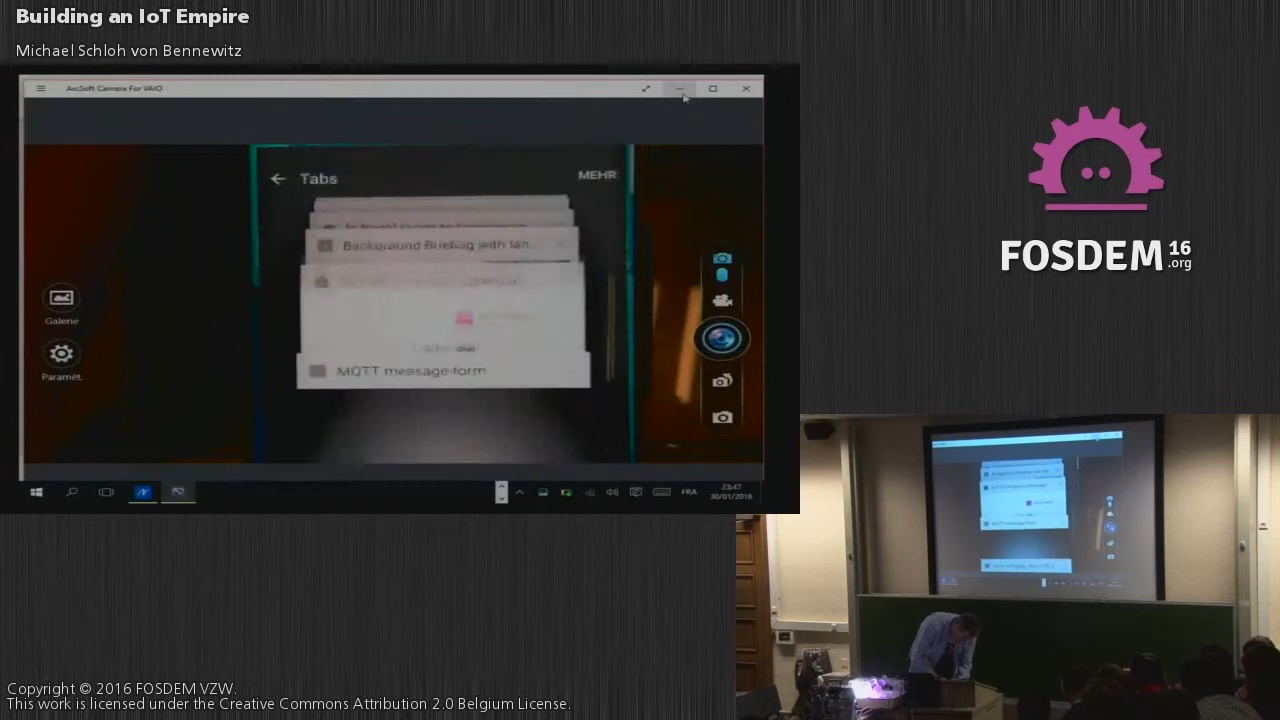 Building an IoT Empire
Michael Schloh von Bennewitz
ArcSoft Camera For VAIO
Tabs
MEHR
Background Briefing with Ian...
MQTT message form
Galerie
Paramèt.
FRA
23:47
30/01/2016
FOSDEM 16
.org
Copyright © 2016 FOSDEM VZW.
This work is licensed under the Creative Commons Attribution 2.0 Belgium License.